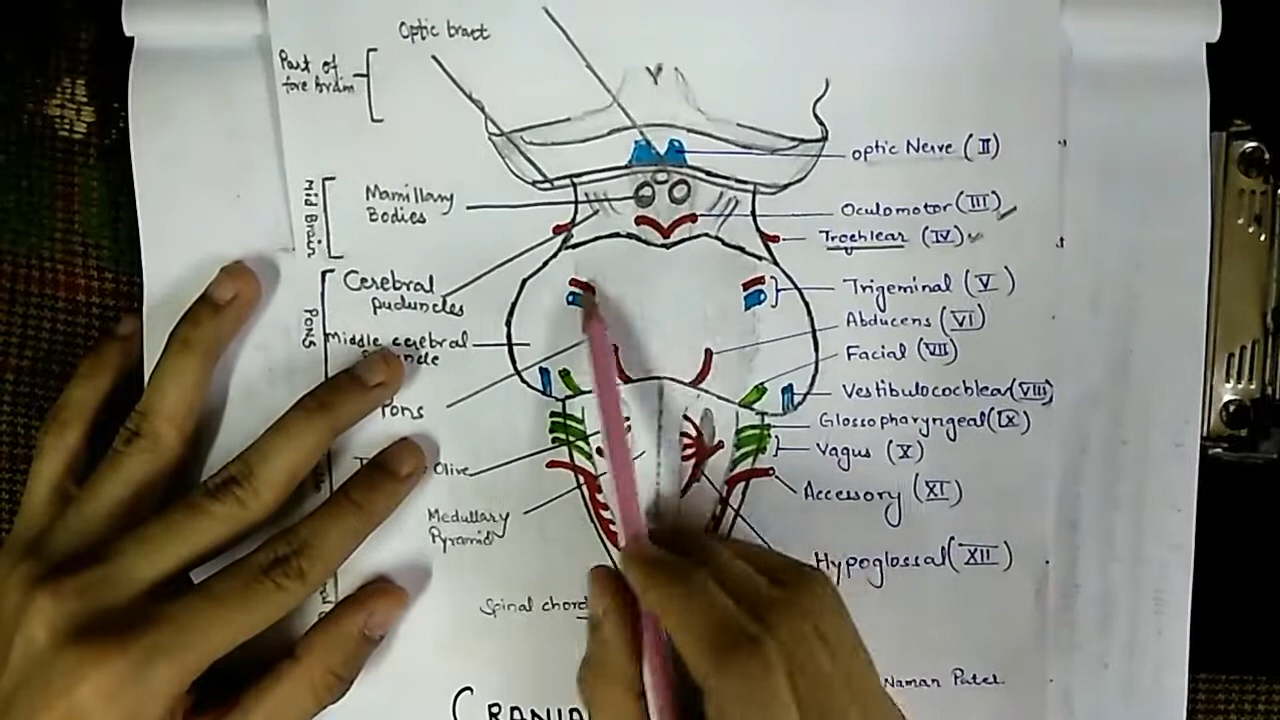 Optic tract
Part of
fore Brain
Optic Nerve (II)
Mid Brain
Mamillary
Bodies
Oculomotor (III)
Trochlear (IV)
PONS
Cerebral
puduncles
Trigeminal (V)
Abducens (VI)
Middle cerebral
Facial (VII)
Vestibulocochlear (VIII)
Pons
Glossopharyngeal (IX)
Vagus (X)
Olive
Accessory (XI)
Medullary
Pyramid
Hypoglossal (XII)
Spinal chord
Naman Patel
CRANIA